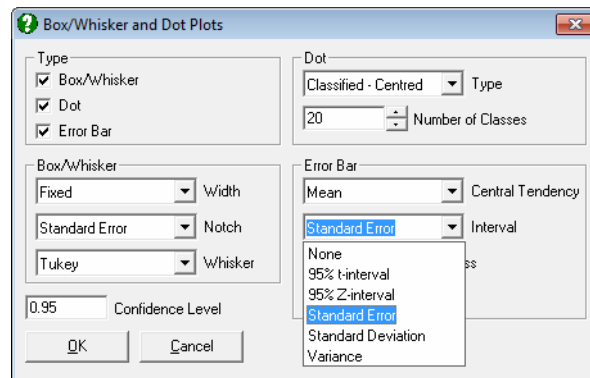 Box/Whisker and Dot Plots
Type
Box/Whisker
Dot
Error Bar
Dot
Classified - Centred
Type
20
Number of Classes
Box/Whisker
Fixed
Width
Standard Error
Notch
Tukey
Whisker
0.95
Confidence Level
OK
Cancel
Error Bar
Mean
Central Tendency
Standard Error
Interval
None
95% t-interval
95% Z-interval
Standard Error
Standard Deviation
Variance